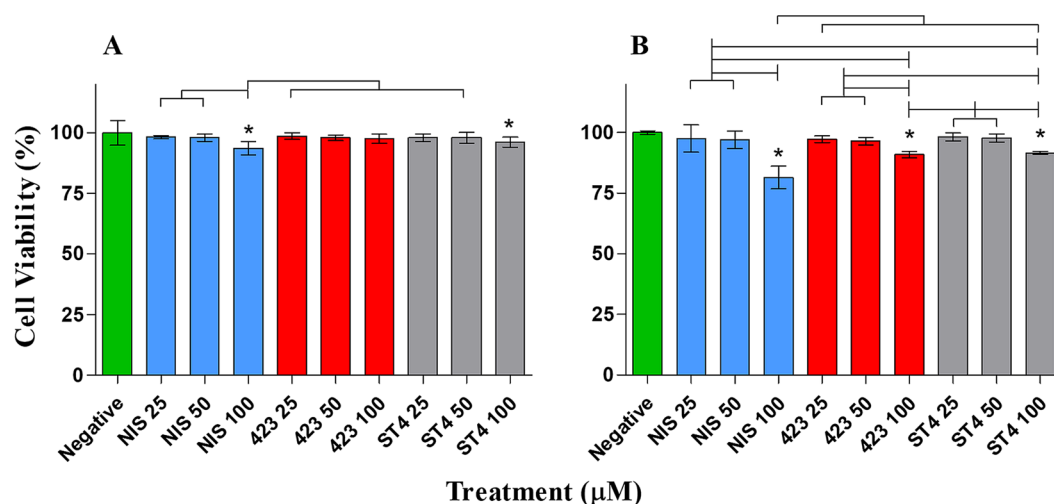 A
B
Cell Viability (%)
100
75
50
25
0
* *
Negative
NIS 25
NIS 50
NIS 100
423 25
423 50
423 100
ST4 25
ST4 50
ST4 100
100
75
50
25
0
* * *
Negative
NIS 25
NIS 50
NIS 100
423 25
423 50
423 100
ST4 25
ST4 50
ST4 100
Treatment (μM)